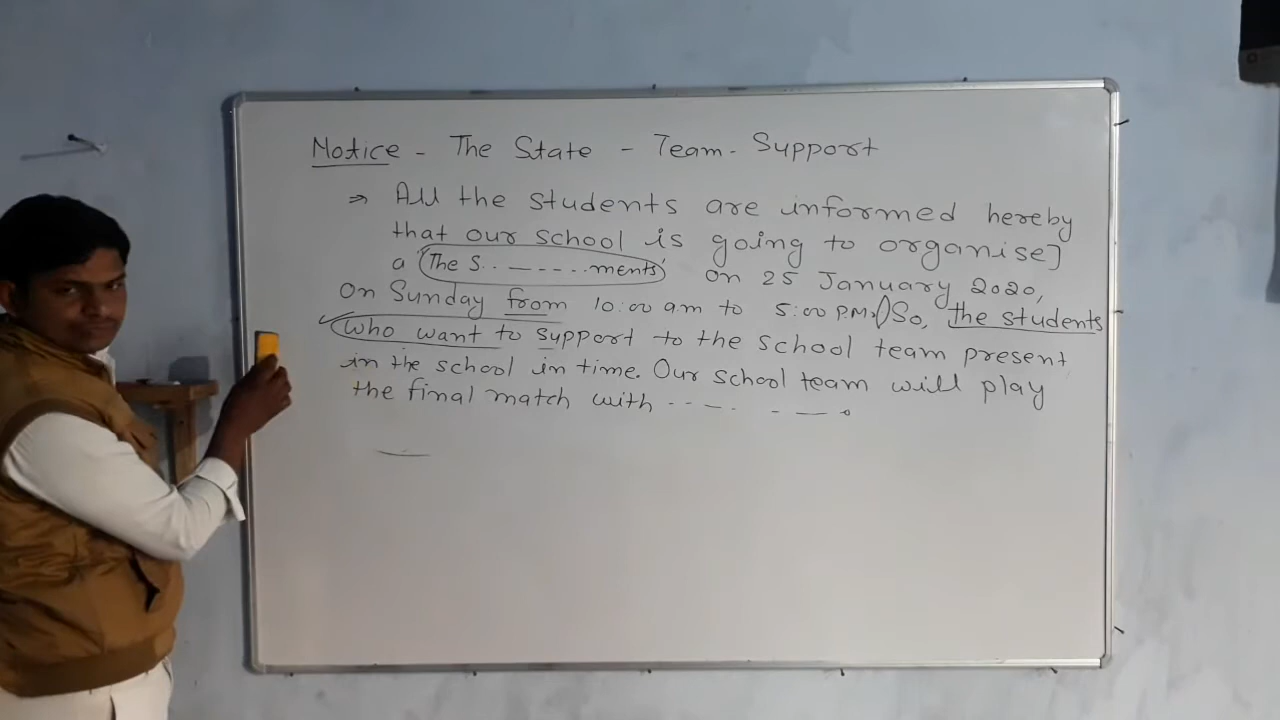 Notice - The State - Team - Support
⇒ All the students are informed hereby
that our school is going to organise]
a 'The S.. — - - ....ments' on 25 January 2020,
on Sunday from 10:00 am to 5:00 P.M.) So, the students
who want to support to the school team present
in the school in time. Our school team will play
the final match with - - — - - — .